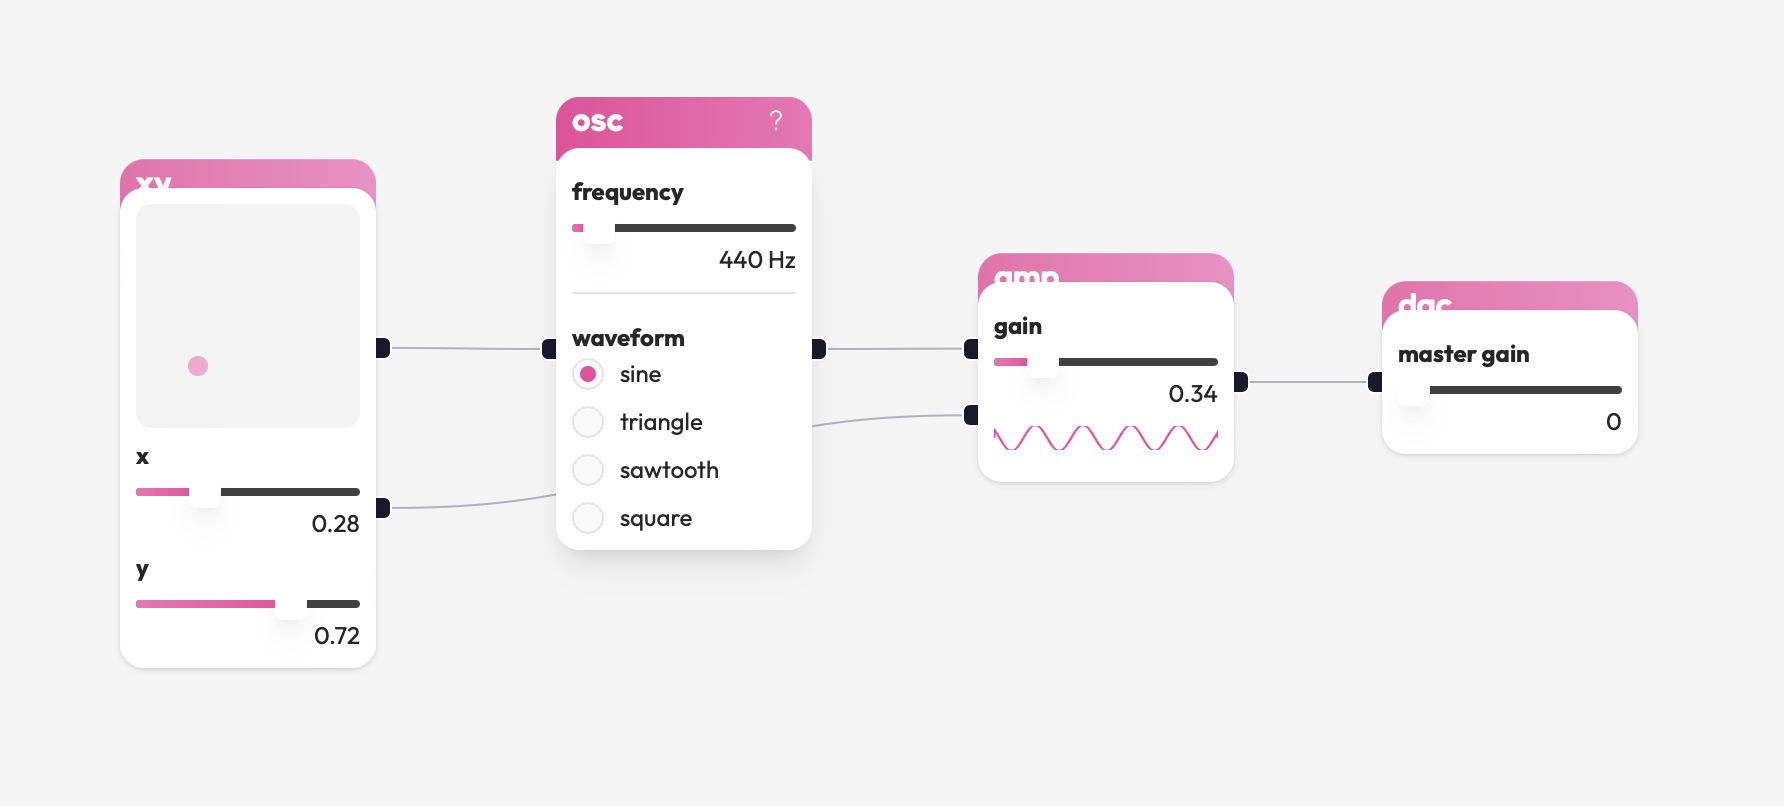 xy
x
0.28
y
0.72
osc ?
frequency
440 Hz
waveform
sine
triangle
sawtooth
square
amp
gain
0.34
dac
master gain
0